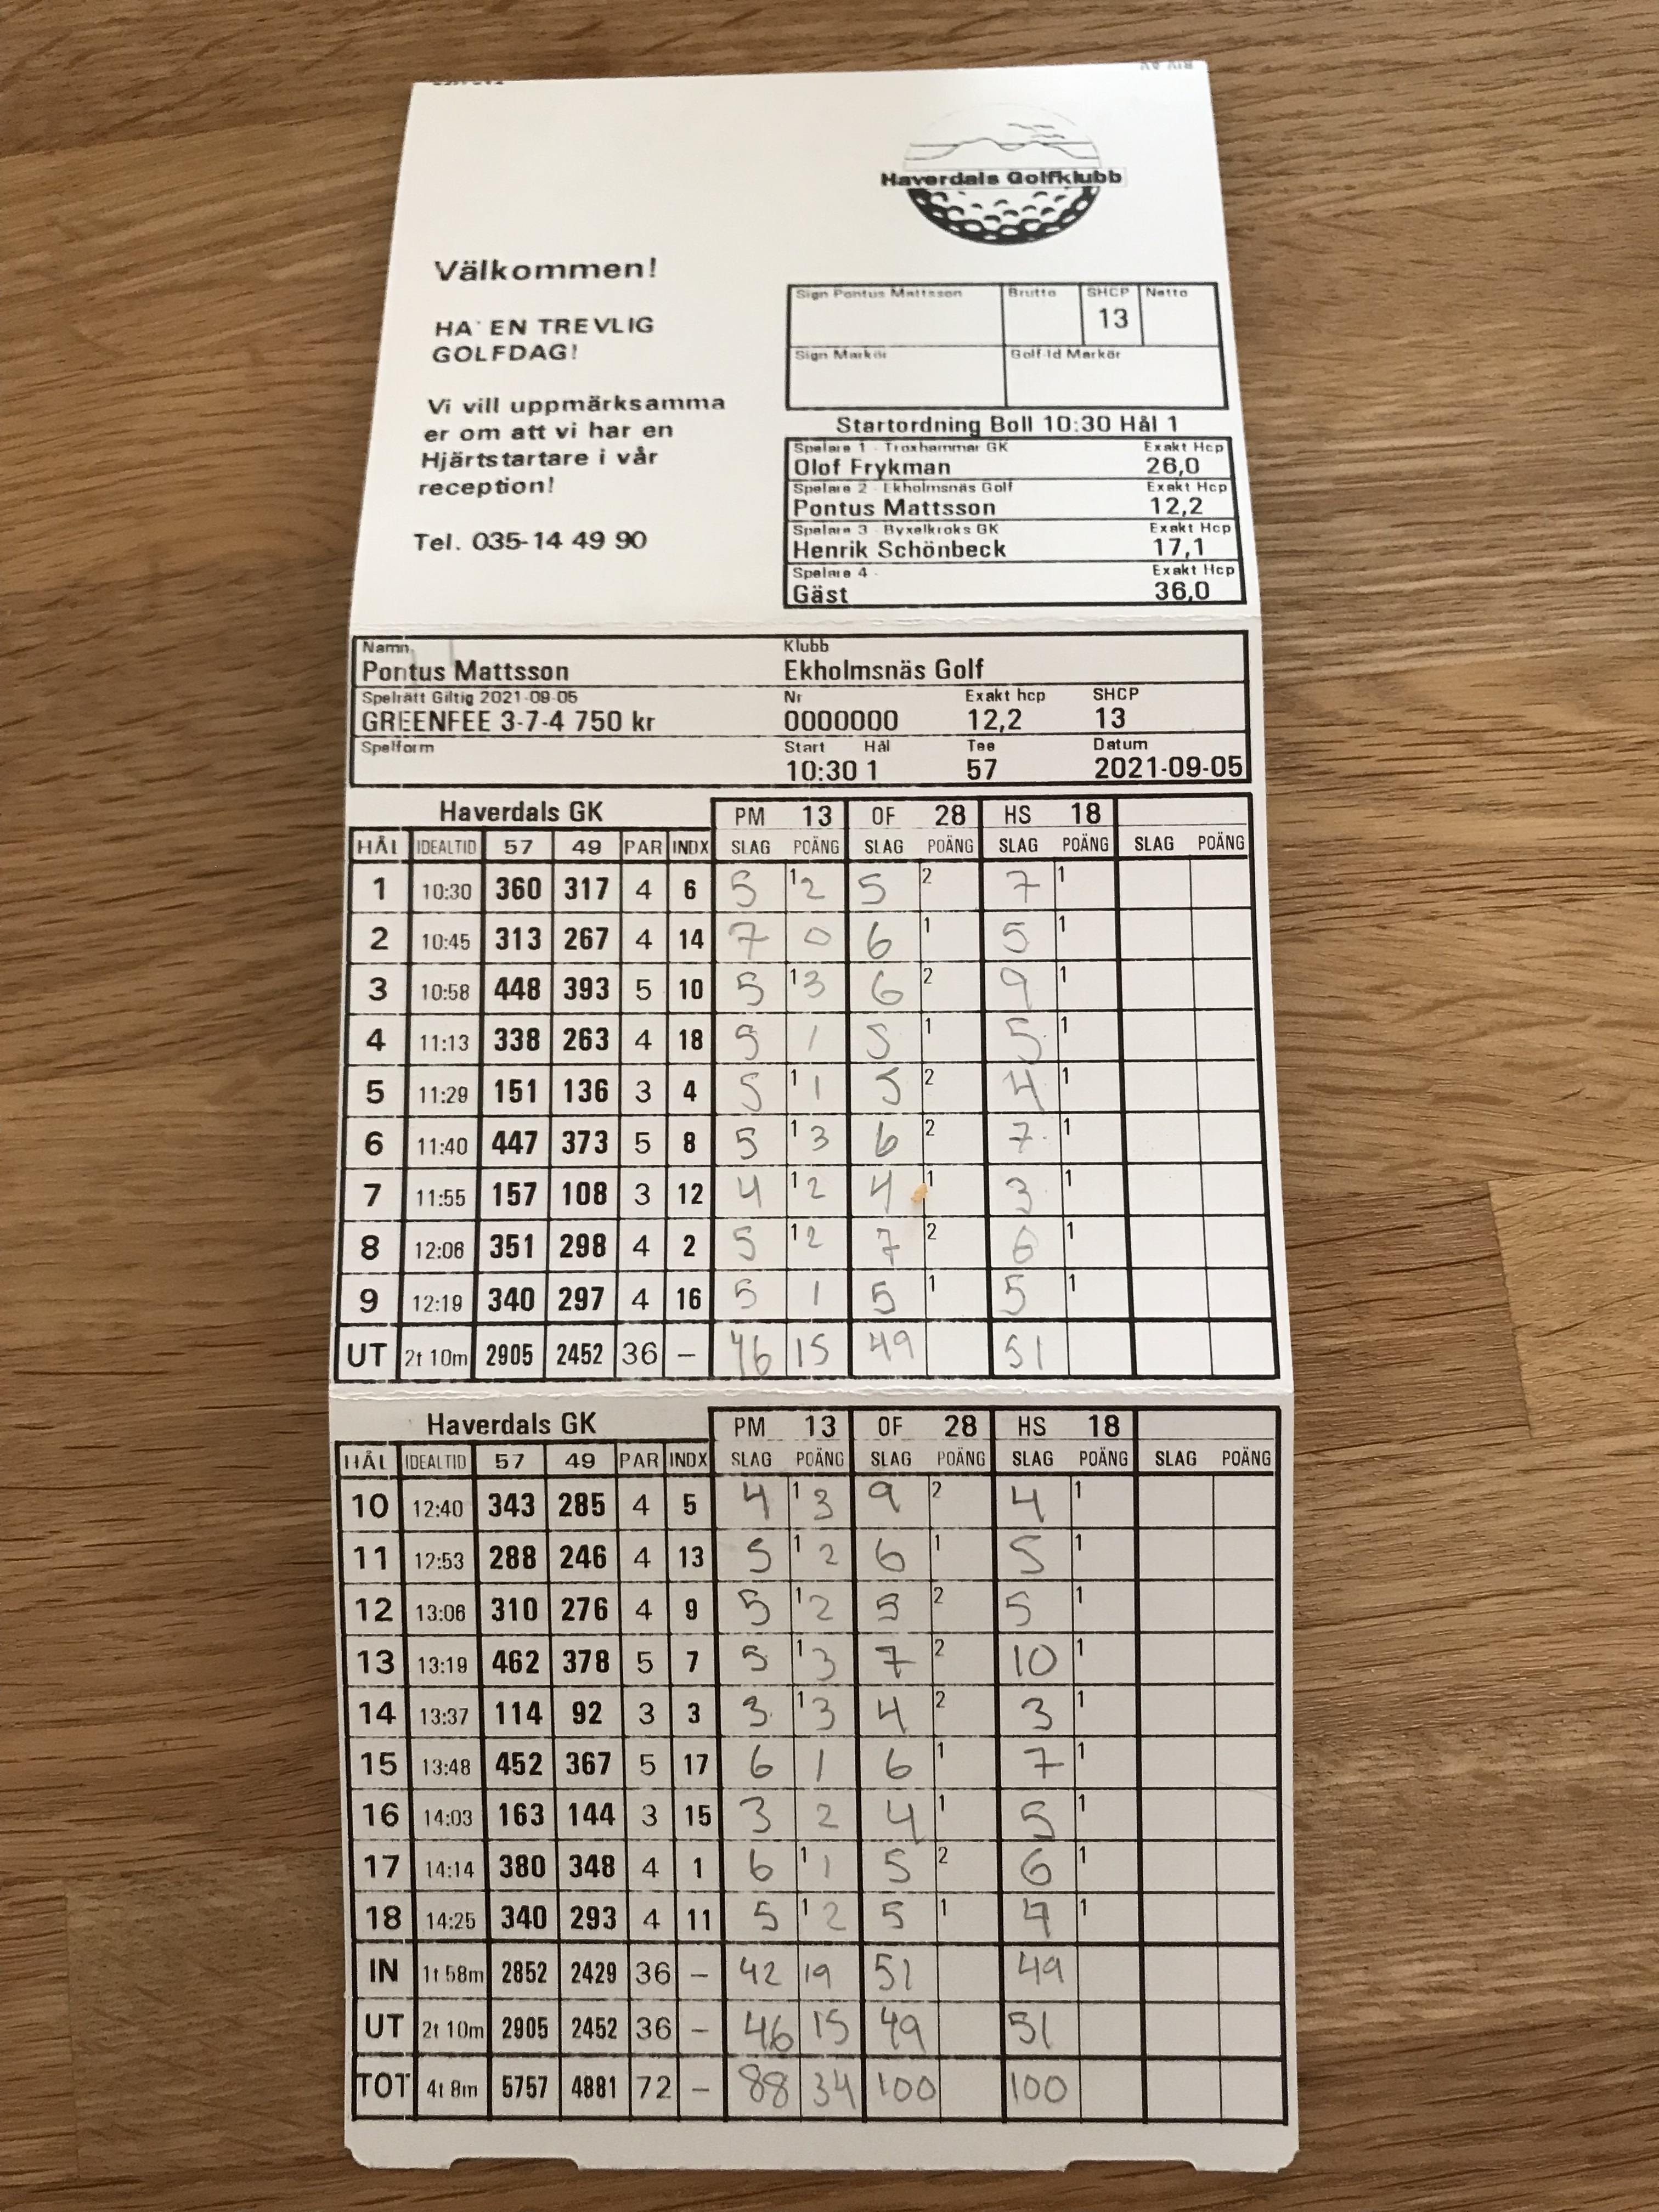 Haverdals Golfklubb
Välkommen!
HA' EN TREVLIG
GOLFDAG!
Vi vill uppmärksamma
er om att vi har en
Hjärtstartare i vår
reception!
Tel. 035-14 49 90
Sign Pontus Mattsson Brutto SHCP Netto
13
Sign Markör Golf-Id Markör
Startordning Boll 10:30 Hål 1
Spelare 1 - Troxhammar GK Exakt Hcp
Olof Frykman 26,0
Spelare 2 - Ekholmsnäs Golf Exakt Hcp
Pontus Mattsson 12,2
Spelare 3 - Byxelkroks GK Exakt Hcp
Henrik Schönbeck 17,1
Spelare 4 - Exakt Hcp
Gäst 36,0
Namn Klubb
Pontus Mattsson Ekholmsnäs Golf
Spelrätt Giltig 2021-09-05 Nr Exakt hcp SHCP
GREENFEE 3-7-4 750 kr 0000000 12,2 13
Spelform Start Hål Tee Datum
10:30 1 57 2021-09-05
Haverdals GK PM 13 OF 28 HS 18
HÅL IDEALTID 57 49 PAR INDX SLAG POÄNG SLAG POÄNG SLAG POÄNG SLAG POÄNG
1 10:30 360 317 4 6 5 1 2 5 2 7 1
2 10:45 313 267 4 14 7 0 6 1 5 1
3 10:58 448 393 5 10 5 1 3 6 2 9 1
4 11:13 338 263 4 18 5 1 5 1 5 1
5 11:29 151 136 3 4 5 1 1 5 2 4 1
6 11:40 447 373 5 8 5 1 3 6 2 7 1
7 11:55 157 108 3 12 4 1 2 4 1 3 1
8 12:06 351 298 4 2 5 1 2 7 2 6 1
9 12:19 340 297 4 16 5 1 5 1 5 1
UT 2t 10m 2905 2452 36 – 46 15 49 51
Haverdals GK PM 13 OF 28 HS 18
HÅL IDEALTID 57 49 PAR INDX SLAG POÄNG SLAG POÄNG SLAG POÄNG SLAG POÄNG
10 12:40 343 285 4 5 4 1 3 9 2 4 1
11 12:53 288 246 4 13 5 1 2 6 1 5 1
12 13:06 310 276 4 9 5 1 2 5 2 5 1
13 13:19 462 378 5 7 5 1 3 7 2 10 1
14 13:37 114 92 3 3 3 1 3 4 2 3 1
15 13:48 452 367 5 17 6 1 6 1 7 1
16 14:03 163 144 3 15 3 2 4 1 5 1
17 14:14 380 348 4 1 6 1 1 5 2 6 1
18 14:25 340 293 4 11 5 1 2 5 1 4 1
IN 1t 58m 2852 2429 36 – 42 19 51 49
UT 2t 10m 2905 2452 36 – 46 15 49 51
TOT 4t 8m 5757 4881 72 – 88 34 100 100